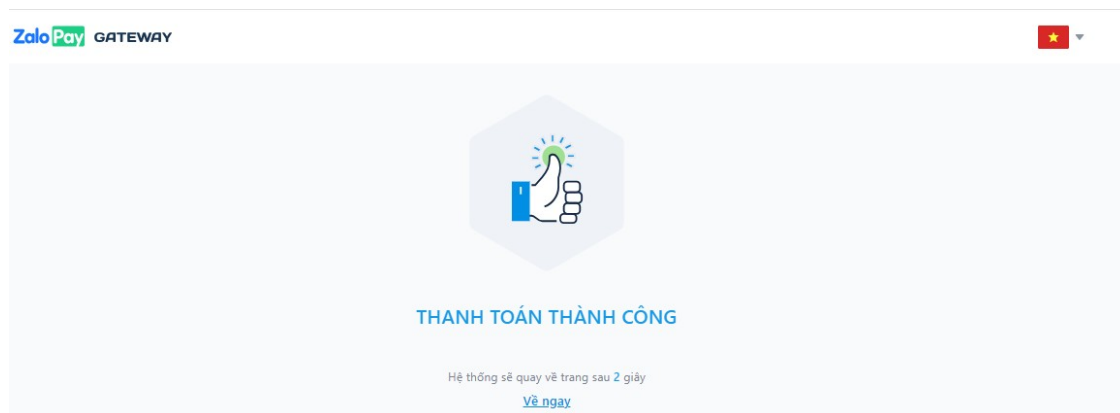 ZaloPay GATEWAY
THANH TOÁN THÀNH CÔNG
Hệ thống sẽ quay về trang sau 2 giây
Về ngay